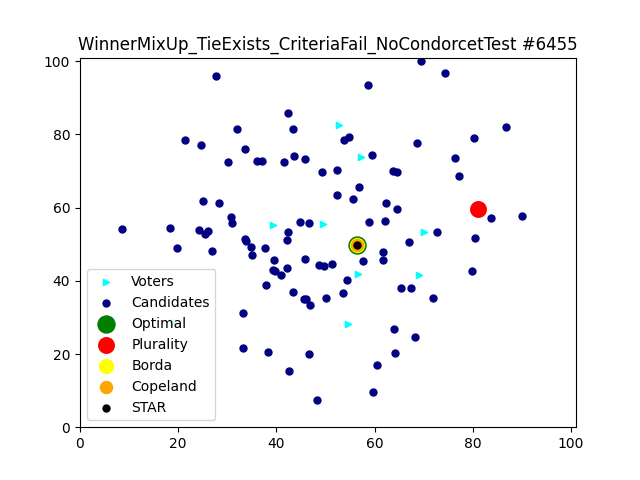 WinnerMixUp_TieExists_CriteriaFail_NoCondorcetTest #6455
100
80
60
40
20
0
Voters
Candidates
Optimal
Plurality
Borda
Copeland
STAR
0 20 40 60 80 100